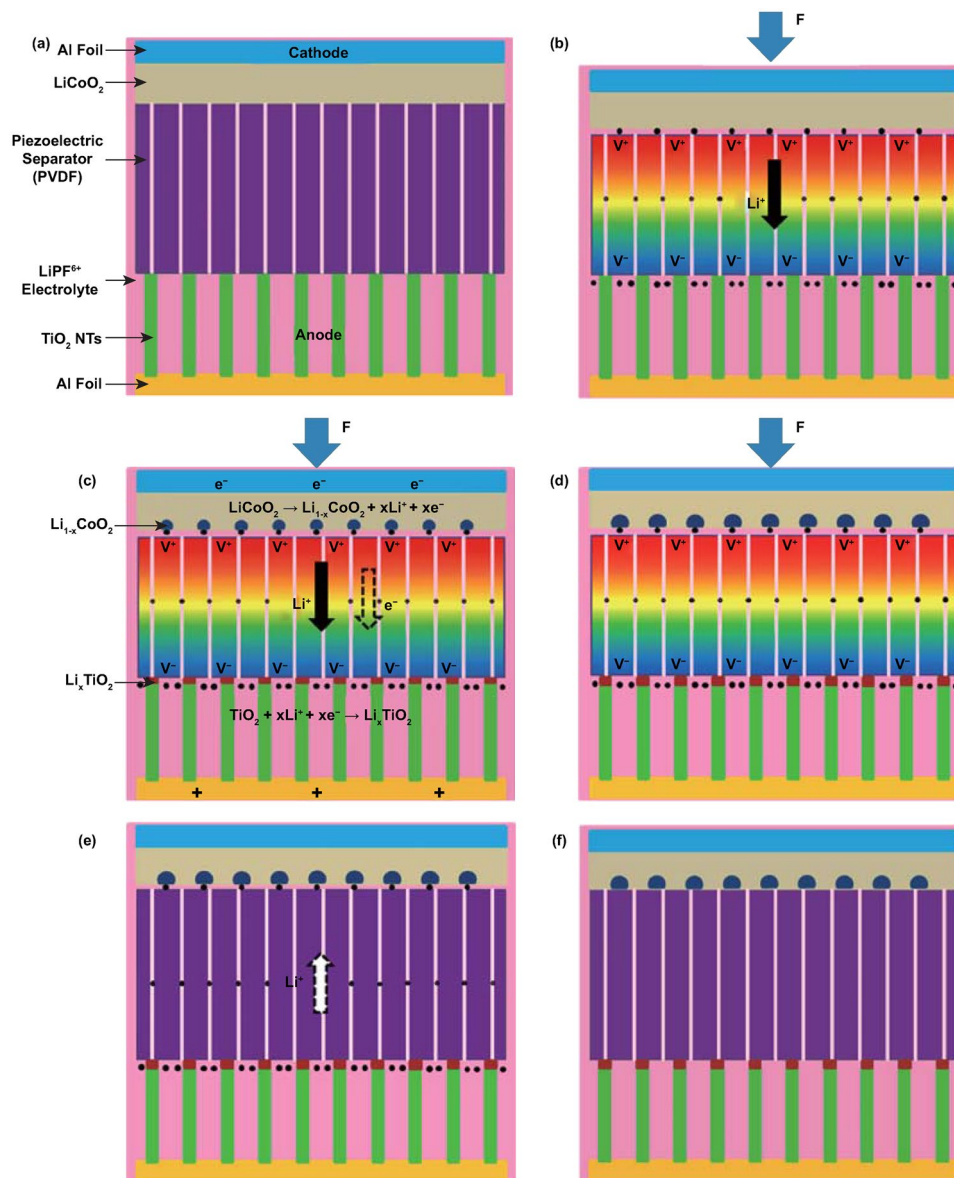 (a)
Al Foil
Cathode
LiCoO₂
Piezoelectric
Separator
(PVDF)
LiPF⁶⁺
Electrolyte
TiO₂ NTs
Anode
Al Foil
(b)
F
V⁺ V⁺ V⁺ V⁺ V⁺ V⁺
Li⁺
V⁻ V⁻ V⁻ V⁻ V⁻ V⁻
(c)
F
e⁻ e⁻ e⁻
LiCoO₂ → Li₁₋ₓCoO₂ + xLi⁺ + xe⁻
Li₁₋ₓCoO₂
V⁺ V⁺ V⁺ V⁺ V⁺ V⁺
Li⁺
e⁻
V⁻ V⁻ V⁻ V⁻ V⁻ V⁻
LiₓTiO₂
TiO₂ + xLi⁺ + xe⁻ → LiₓTiO₂
+ + +
(d)
F
V⁺ V⁺ V⁺ V⁺ V⁺ V⁺
V⁻ V⁻ V⁻ V⁻ V⁻ V⁻
(e)
Li⁺
(f)